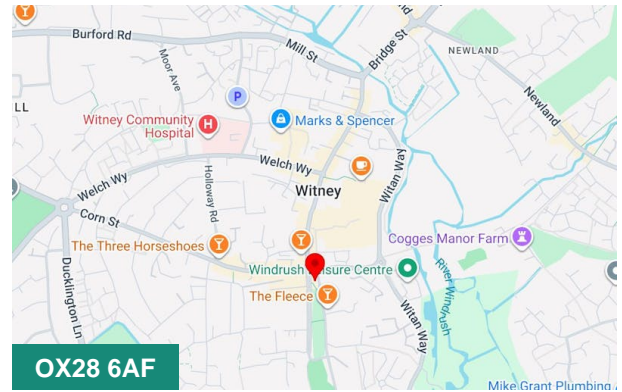 Burford Rd
Mill St
Bridge St
NEWLAND
Moor Ave
LL
P
Newland
Witney Community
Hospital
H
Marks & Spencer
Welch Wy
Witan Way
Holloway Rd
Witney
Welch Wy
Corn St
Cogges Manor Farm
The Three Horseshoes
Windrush Leisure Centre
River Windrush
Ducklington Ln
The Fleece
Witan Way
OX28 6AF
Mike Grant Plumbing